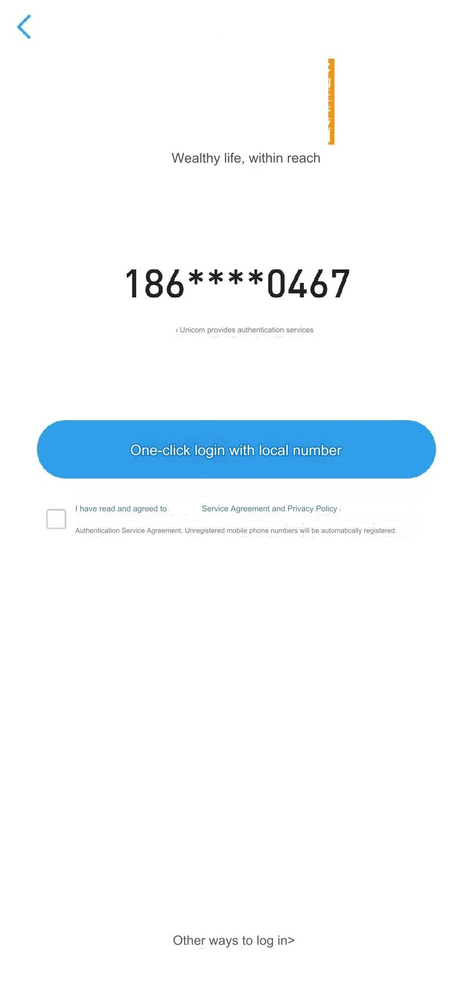 Wealthy life, within reach
186****0467
Unicom provides authentication services
One-click login with local number
I have read and agreed to
Service Agreement and Privacy Policy
Authentication Service Agreement. Unregistered mobile phone numbers will be automatically registered.
Other ways to log in>